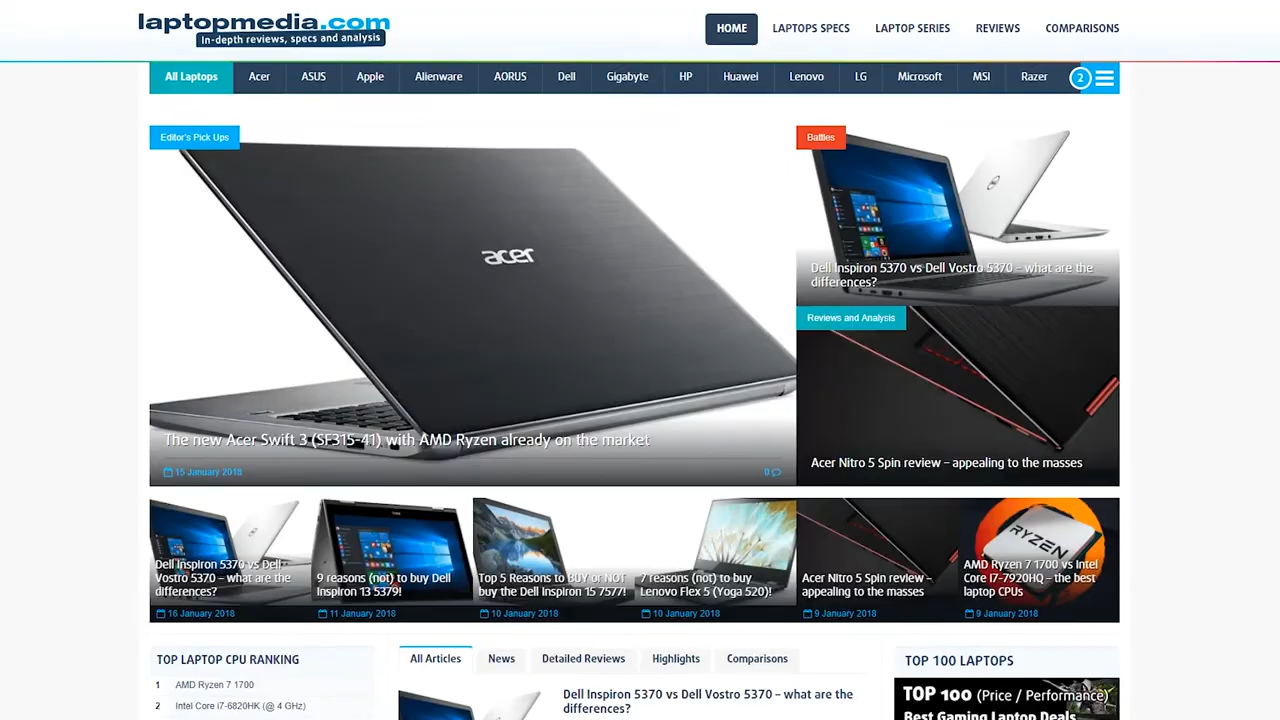 laptopmedia.com
In-depth reviews, specs and analysis
HOME
LAPTOPS SPECS
LAPTOP SERIES
REVIEWS
COMPARISONS
All Laptops
Acer
ASUS
Apple
Alienware
AORUS
Dell
Gigabyte
HP
Huawei
Lenovo
LG
Microsoft
MSI
Razer
2
Editor's Pick Ups
acer
The new Acer Swift 3 (SF315-41) with AMD Ryzen already on the market
15 January 2018
0
Battles
Dell Inspiron 5370 vs Dell Vostro 5370 – what are the
differences?
Reviews and Analysis
Acer Nitro 5 Spin review – appealing to the masses
Dell Inspiron 5370 vs Dell
Vostro 5370 – what are the
differences?
16 January 2018
9 reasons (not) to buy Dell
Inspiron 13 5379!
11 January 2018
Top 5 Reasons to BUY or NOT
buy the Dell Inspiron 15 7577!
10 January 2018
7 reasons (not) to buy
Lenovo Flex 5 (Yoga 520)!
10 January 2018
Acer Nitro 5 Spin review –
appealing to the masses
9 January 2018
RYZEN
AMD Ryzen 7 1700 vs Intel
Core i7-7920HQ – the best
laptop CPUs
9 January 2018
TOP LAPTOP CPU RANKING
1 AMD Ryzen 7 1700
2 Intel Core i7-6820HK (@ 4 GHz)
All Articles
News
Detailed Reviews
Highlights
Comparisons
Dell Inspiron 5370 vs Dell Vostro 5370 – what are the
differences?
TOP 100 LAPTOPS
TOP 100 (Price / Performance)
Best Gaming Laptop Deals